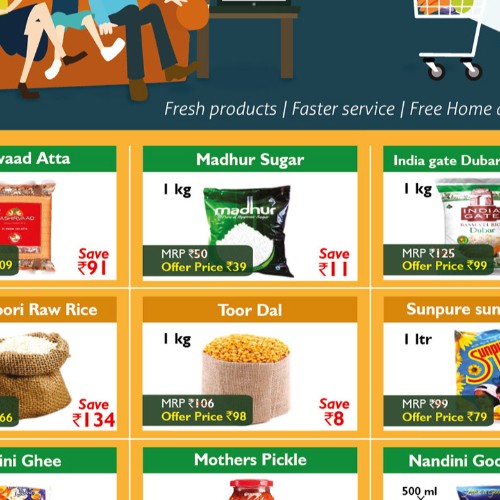 Fresh products | Faster service | Free Home
vaad Atta
09
Save
₹91
Madhur Sugar
1 kg
madhur
MRP ₹50
Offer Price ₹39
Save
₹11
India gate Dubar
1 kg
INDIA
GATE
BASMATI RICE
Dubar
MRP ₹125
Offer Price ₹99
oori Raw Rice
66
Save
₹134
Toor Dal
1 kg
MRP ₹106
Offer Price ₹98
Save
₹8
Sunpure sun
1 ltr
MRP ₹99
Offer Price ₹79
ini Ghee
Mothers Pickle
Nandini Goo
500 ml